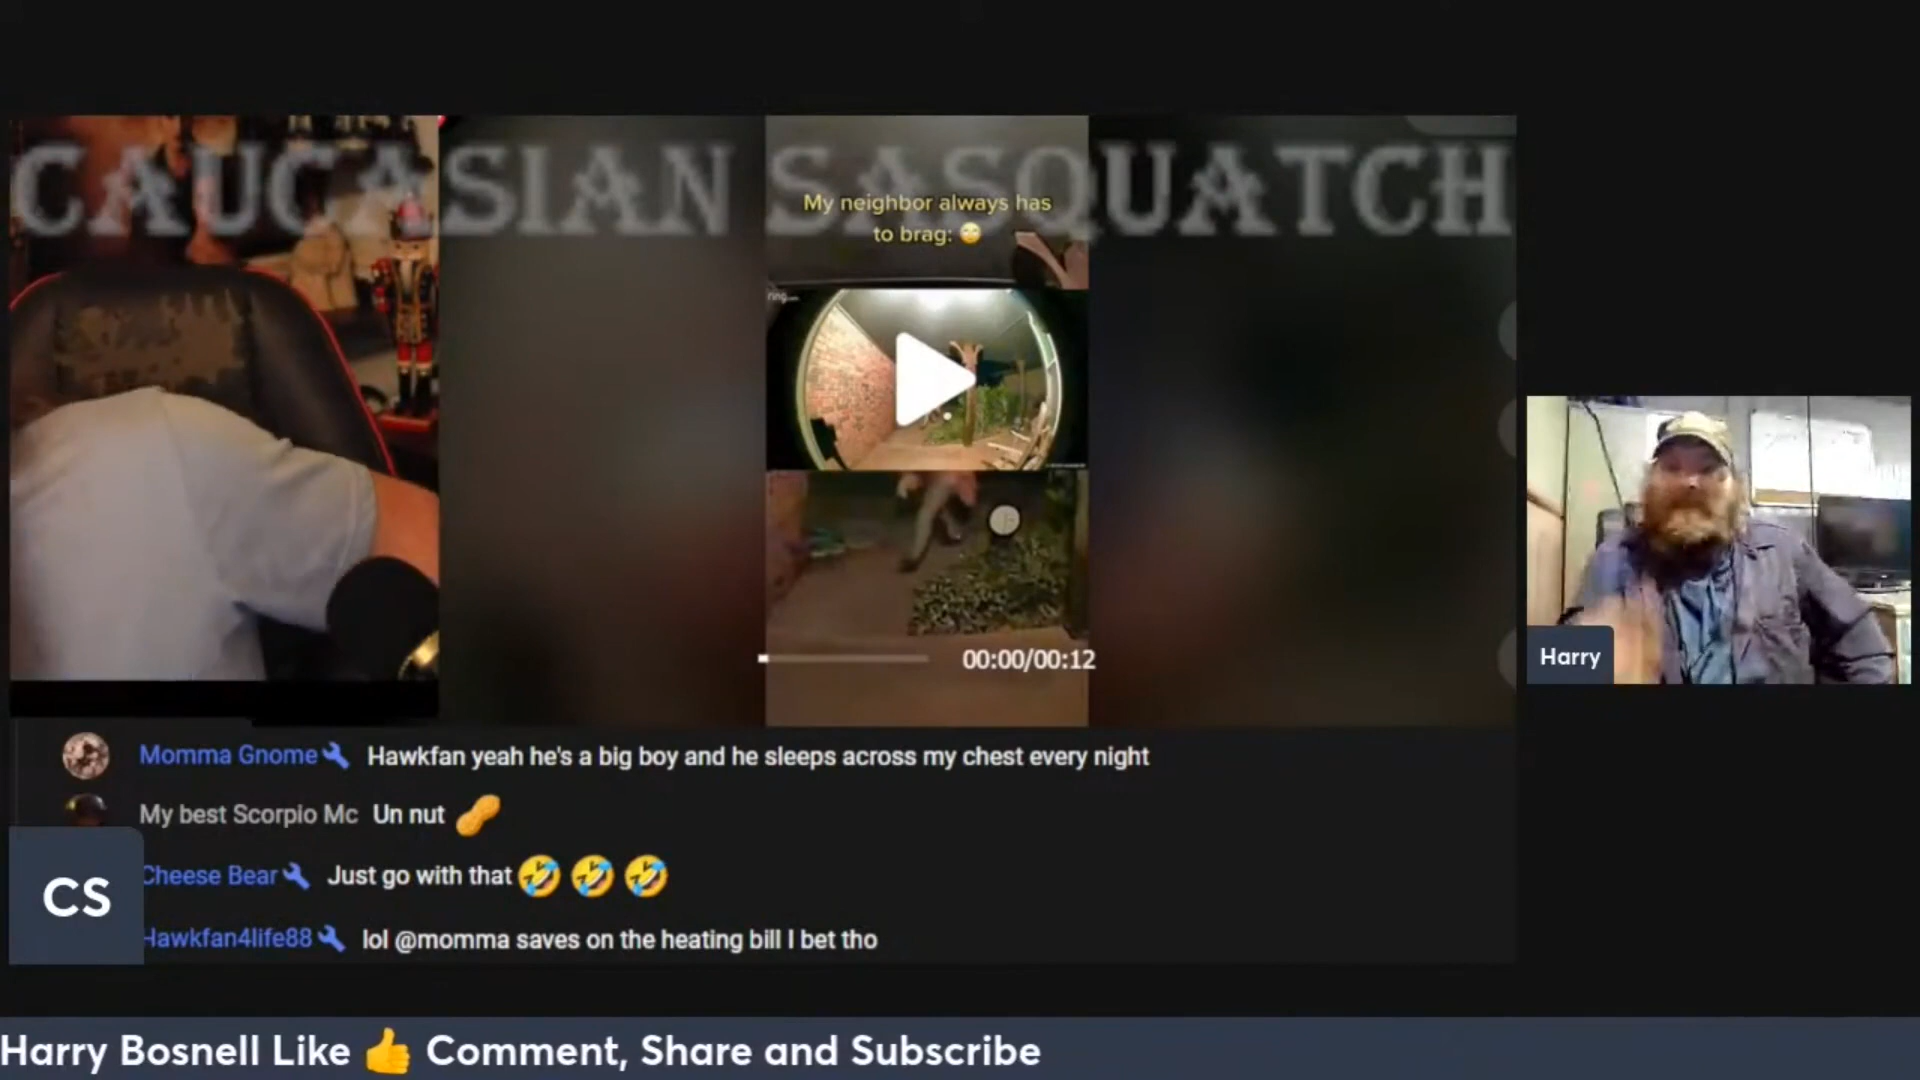 CAUCASIAN SASQUATCH
My neighbor always has
to brag: 🙄
ring
00:00/00:12
Harry
Momma Gnome Hawkfan yeah he's a big boy and he sleeps across my chest every night
My best Scorpio Mc Un nut 🥜
Cheese Bear Just go with that 🤣 🤣 🤣
CS
Hawkfan4life88 lol @momma saves on the heating bill I bet tho
Harry Bosnell Like 👍 Comment, Share and Subscribe